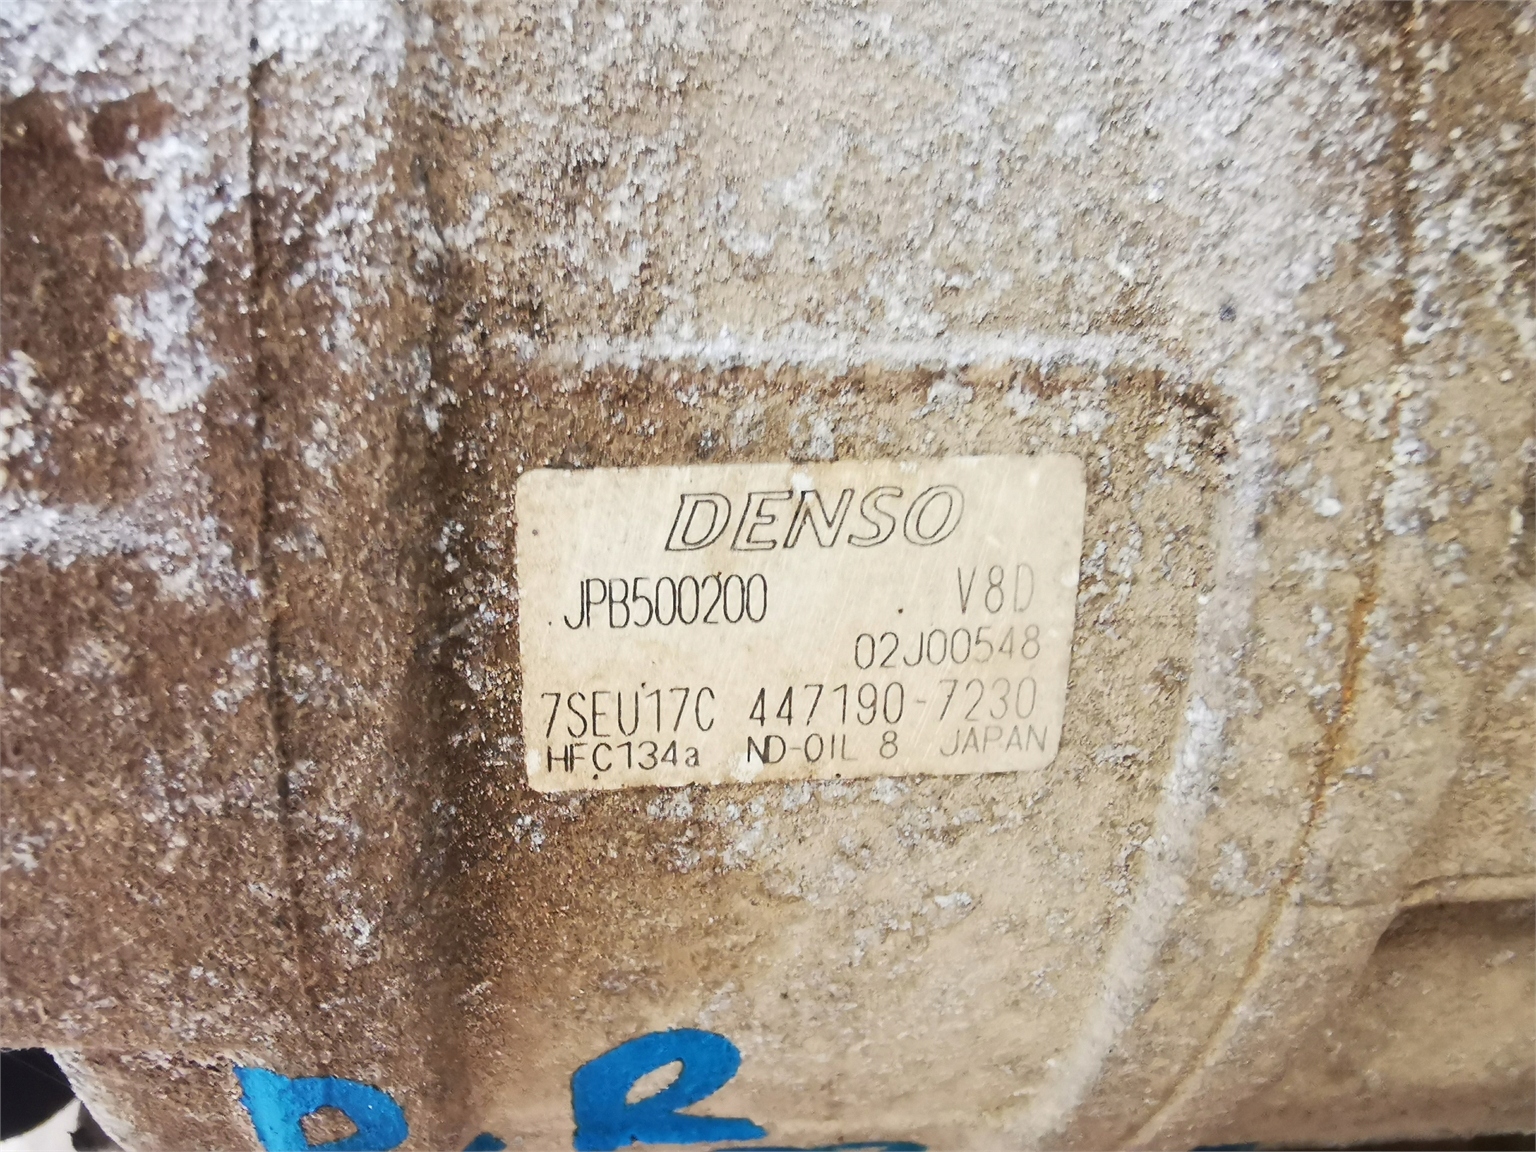 DENSO
JPB500200 V8D
02J00548
7SEU17C 447190-7230
HFC134a ND-OIL 8 JAPAN